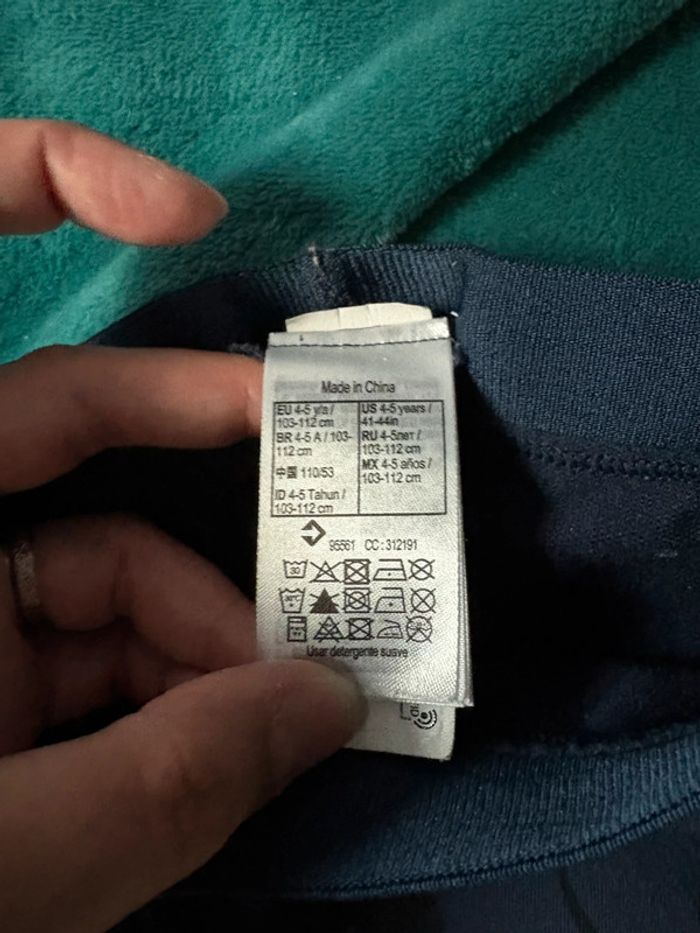 Made in China
EU 4-5 y/a /
103-112 cm
BR 4-5 A / 103-
112 cm
中国 110/53
ID 4-5 Tahun /
103-112 cm
US 4-5 years /
41-44in
RU 4-5лет /
103-112 cm
MX 4-5 años /
103-112 cm
95561 CC : 312191
30
30°C
Usar detergente suave